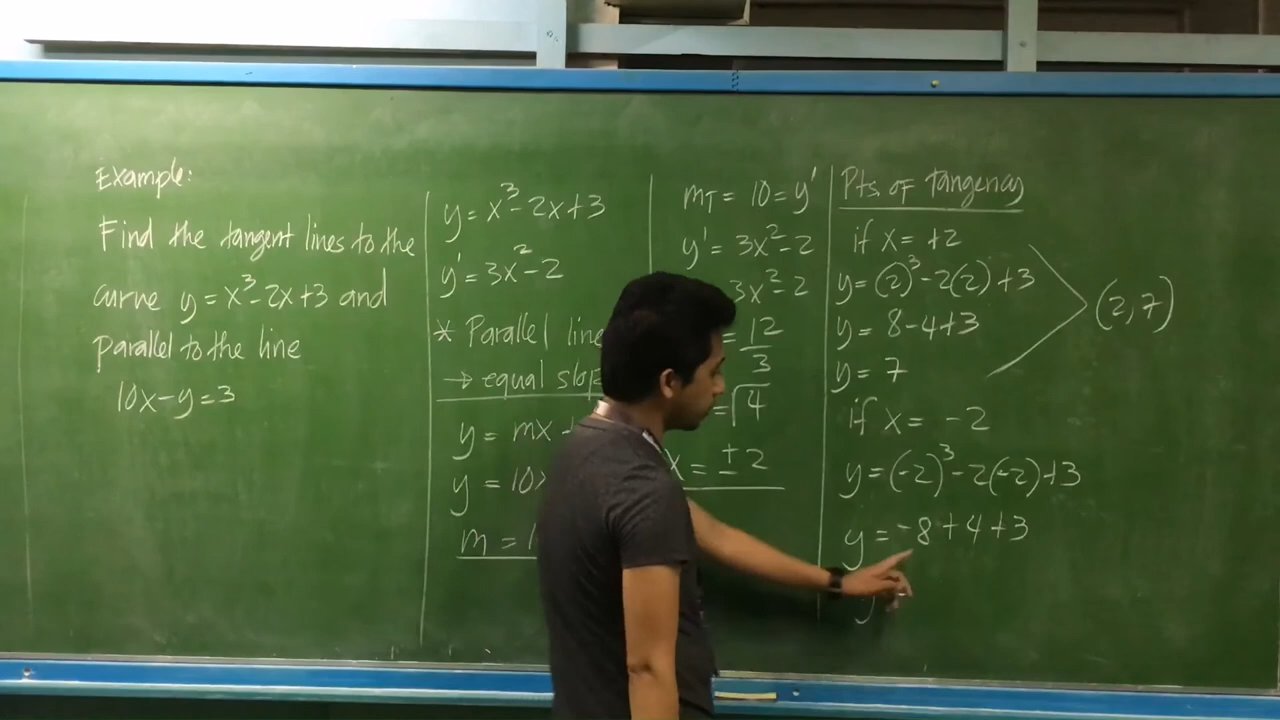 Example:
Find the tangent lines to the
curve y = x³-2x+3 and
parallel to the line
10x-y=3
y = x³-2x+3
y' = 3x²-2
* Parallel line
→ equal slop
y = mx
y = 10x
m = 1
m_T = 10 = y'
y' = 3x²-2
3x²-2
= 12/3
= √4
x = ±2
Pts. of tangency
if x = +2
y = (2)³-2(2)+3
y = 8-4+3
y = 7
(2,7)
if x = -2
y = (-2)³-2(-2)+3
y = -8+4+3
y